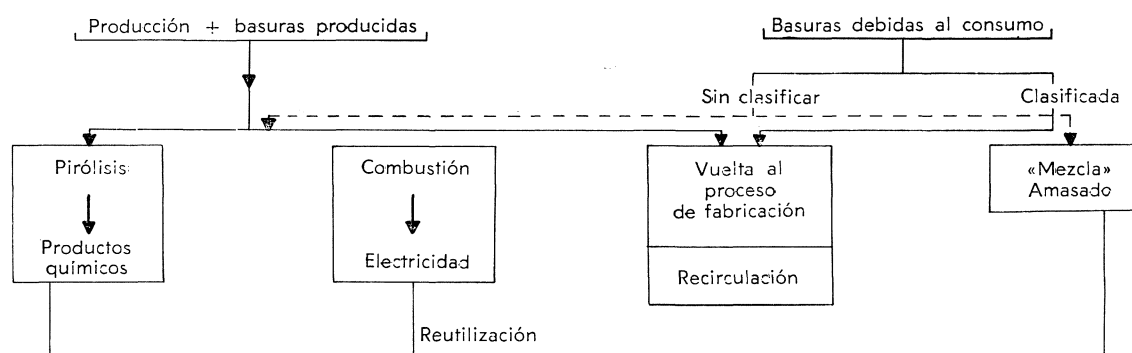 Producción + basuras producidas
Basuras debidas al consumo
Sin clasificar
Clasificada
Pirólisis
Productos
químicos
Combustión
Electricidad
Vuelta al
proceso
de fabricación
Recirculación
«Mezcla»
Amasado
Reutilización